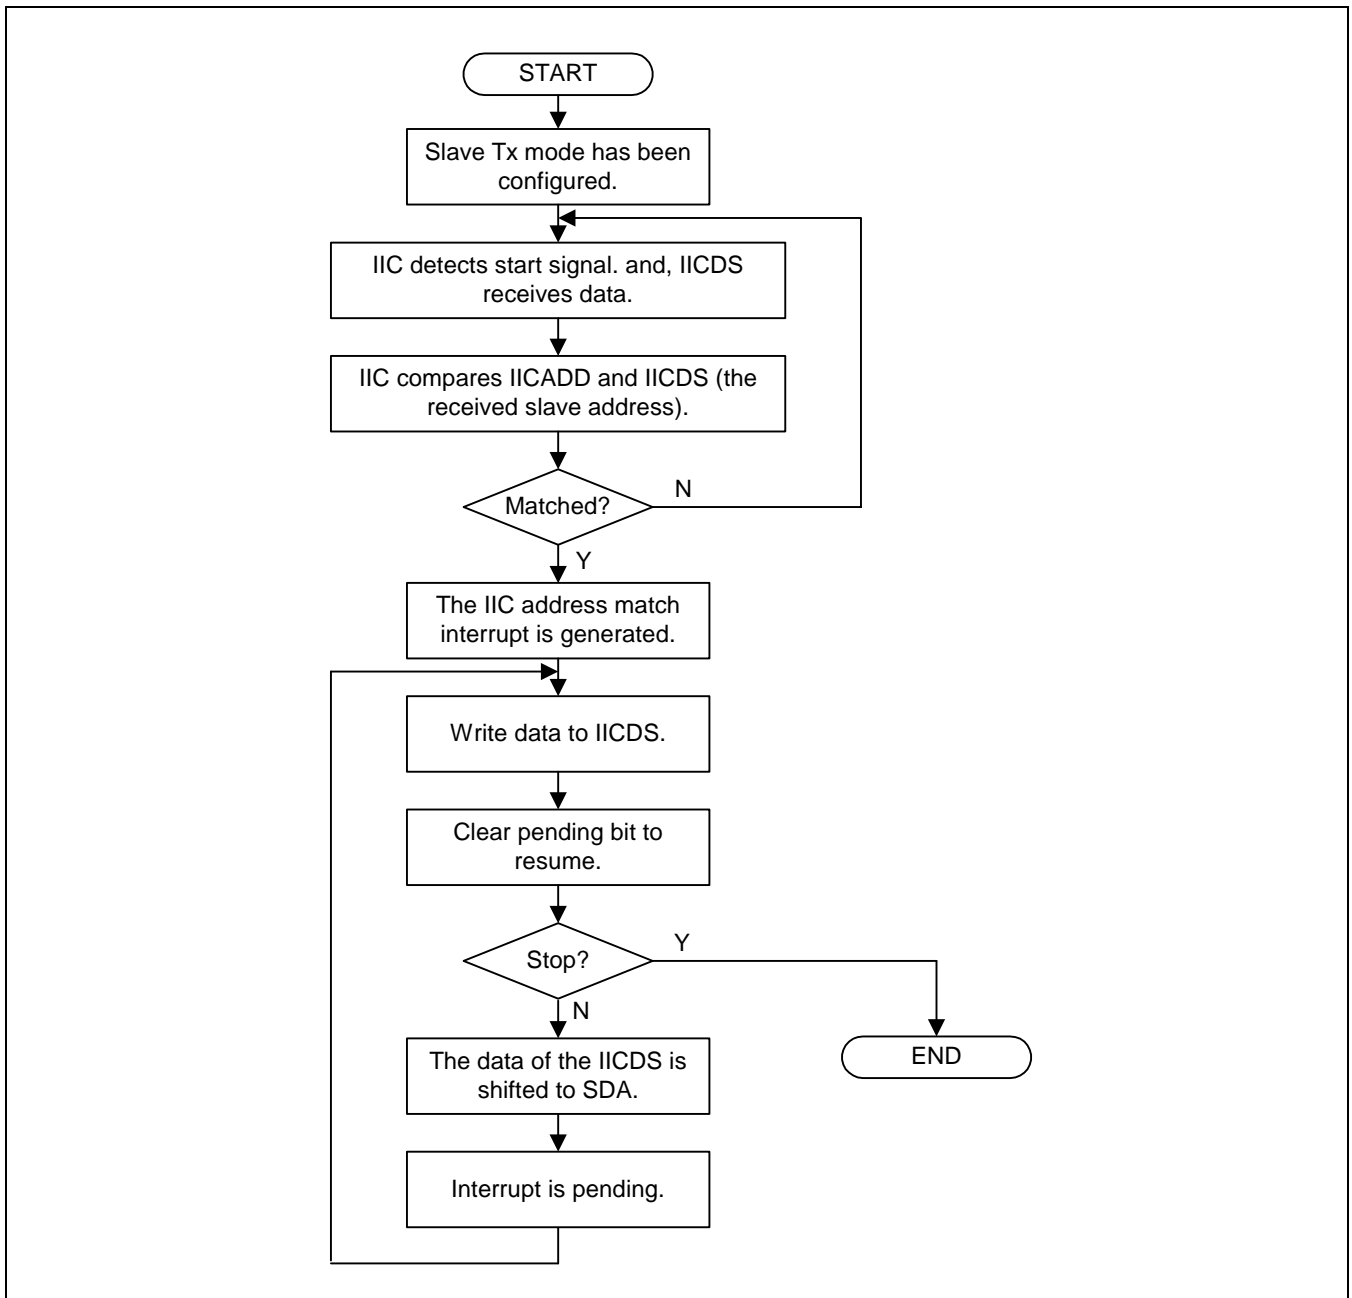 START
Slave Tx mode has been
configured.
IIC detects start signal. and, IICDS
receives data.
IIC compares IICADD and IICDS (the
received slave address).
Matched?
N
Y
The IIC address match
interrupt is generated.
Write data to IICDS.
Clear pending bit to
resume.
Stop?
Y
N
The data of the IICDS is
shifted to SDA.
END
Interrupt is pending.